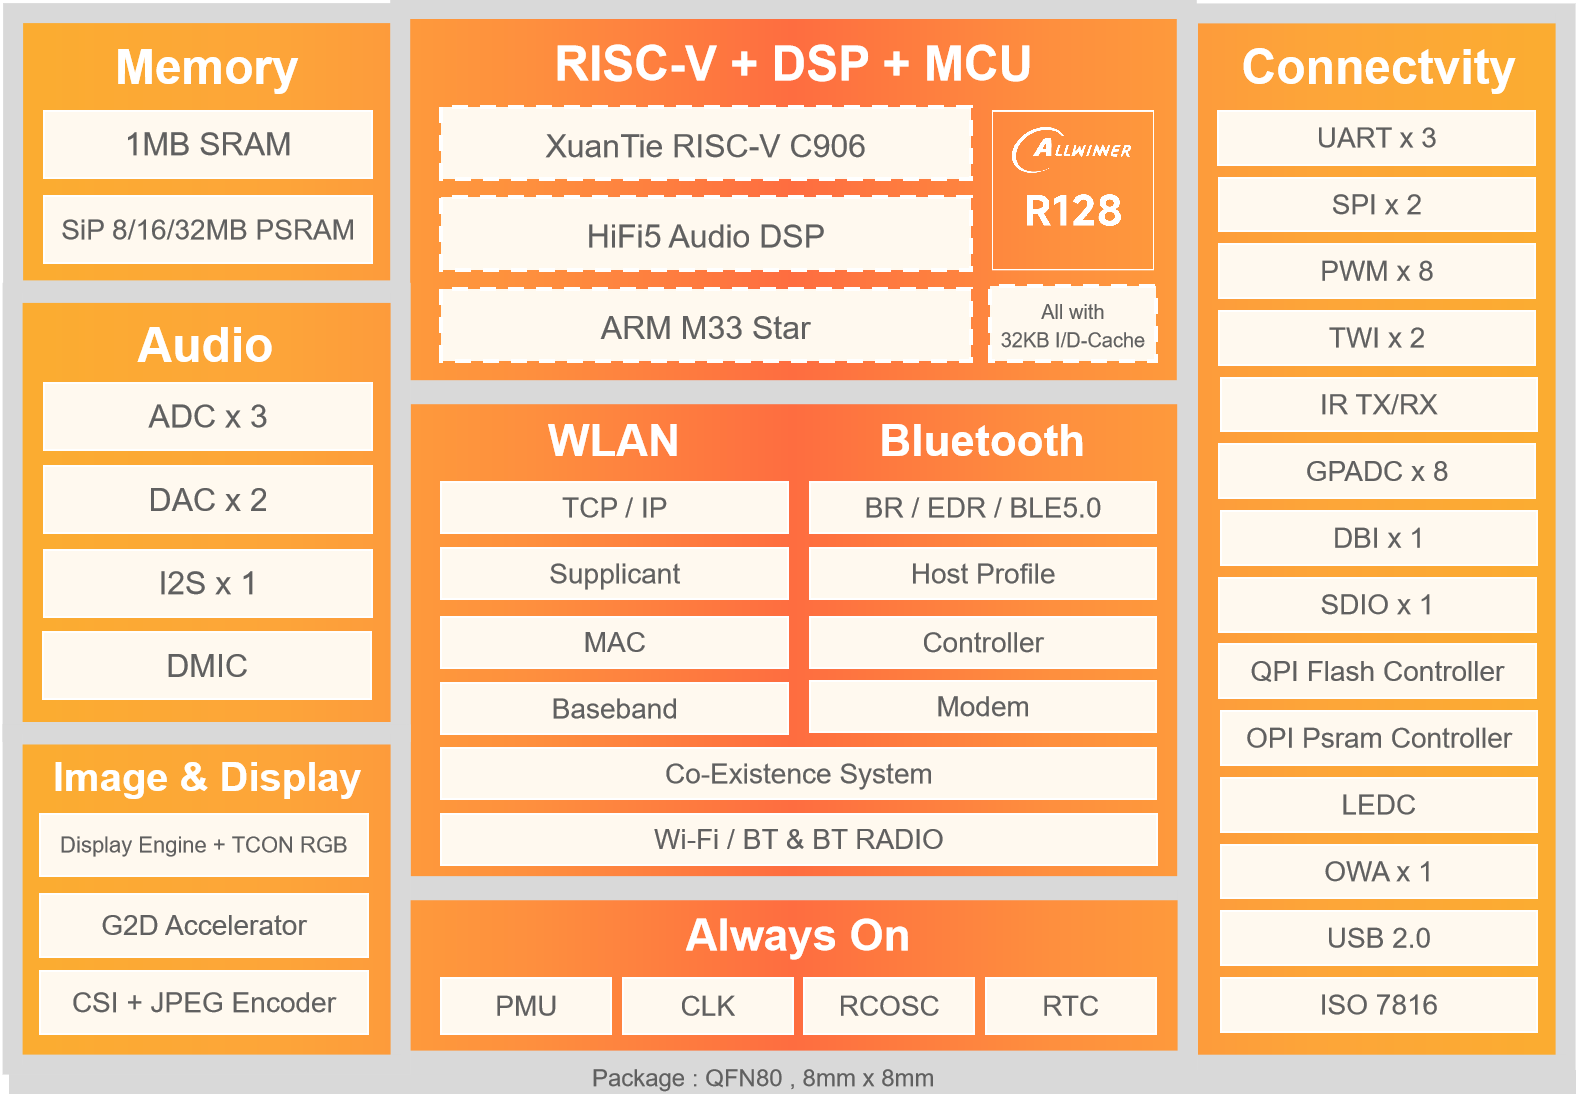 Memory
1MB SRAM
SiP 8/16/32MB PSRAM
Audio
ADC x 3
DAC x 2
I2S x 1
DMIC
Image & Display
Display Engine + TCON RGB
G2D Accelerator
CSI + JPEG Encoder
RISC-V + DSP + MCU
XuanTie RISC-V C906
HiFi5 Audio DSP
ARM M33 Star
ALLWINNER
R128
All with
32KB I/D-Cache
WLAN
TCP / IP
Supplicant
MAC
Baseband
Bluetooth
BR / EDR / BLE5.0
Host Profile
Controller
Modem
Co-Existence System
Wi-Fi / BT & BT RADIO
Always On
PMU
CLK
RCOSC
RTC
Connectvity
UART x 3
SPI x 2
PWM x 8
TWI x 2
IR TX/RX
GPADC x 8
DBI x 1
SDIO x 1
QPI Flash Controller
OPI Psram Controller
LEDC
OWA x 1
USB 2.0
ISO 7816
Package : QFN80 , 8mm x 8mm